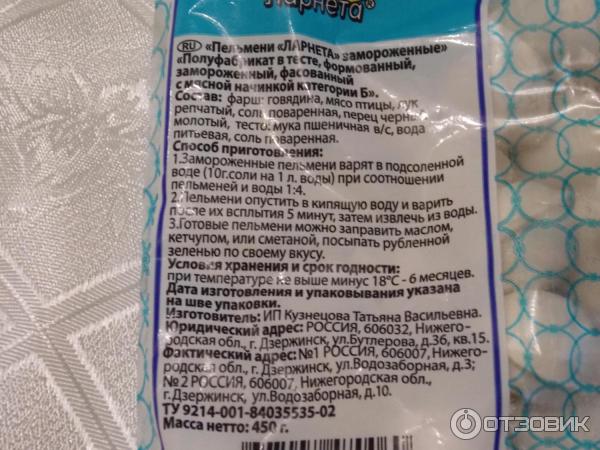 Ларнета®
RU «Пельмени «ЛАРНЕТА» замороженные»
«Полуфабрикат в тесте, формованный,
замороженный, фасованный
с мясной начинкой категории Б».
Состав: фарш: говядина, мясо птицы, лук
репчатый, соль поваренная, перец черный
молотый, тесто: мука пшеничная в/с, вода
питьевая, соль поваренная.
Способ приготовления:
1.Замороженные пельмени варят в подсоленной
воде (10г.соли на 1 л. воды) при соотношении
пельменей и воды 1:4.
2.Пельмени опустить в кипящую воду и варить
после их всплытия 5 минут, затем извлечь из воды.
3.Готовые пельмени можно заправить маслом,
кетчупом, или сметаной, посыпать рубленной
зеленью по своему вкусу.
Условия хранения и срок годности:
при температуре не выше минус 18°С - 6 месяцев.
Дата изготовления и упаковывания указана
на шве упаковки.
Изготовитель: ИП Кузнецова Татьяна Васильевна.
Юридический адрес: РОССИЯ, 606032, Нижего-
родская обл., г. Дзержинск, ул.Бутлерова, д.36, кв.15.
Фактический адрес: №1 РОССИЯ, 606007, Нижего-
родская обл., г. Дзержинск, ул.Водозаборная, д.3;
№2 РОССИЯ, 606007, Нижегородская обл.,
г.Дзержинск, ул.Водозаборная, д.10.
ТУ 9214-001-84035535-02
Масса нетто: 450 г.
ОТЗОВИК